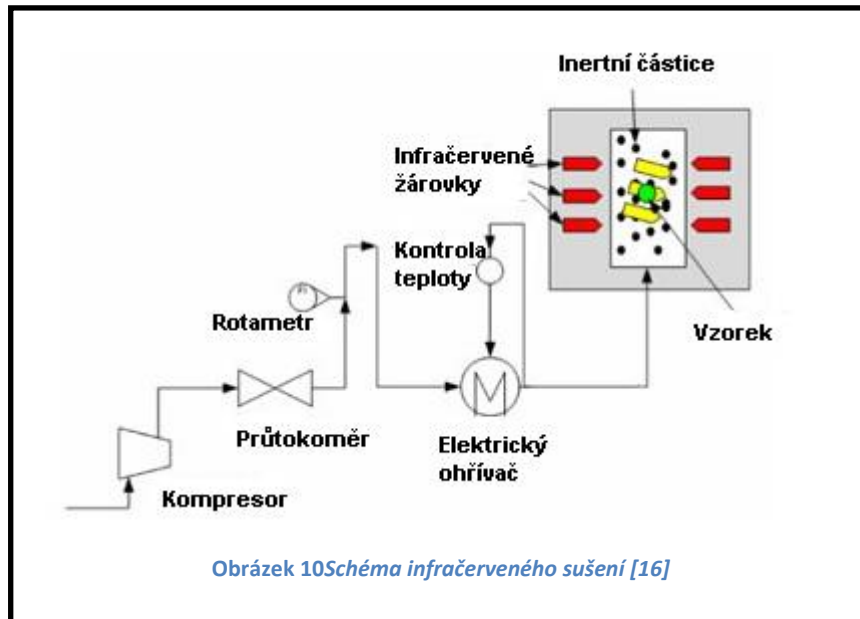 Inertní částice
Infračervené
žárovky
Kontrola
teploty
Rotametr
Vzorek
Průtokoměr
Elektrický
ohřívač
Kompresor
Obrázek 10Schéma infračerveného sušení [16]